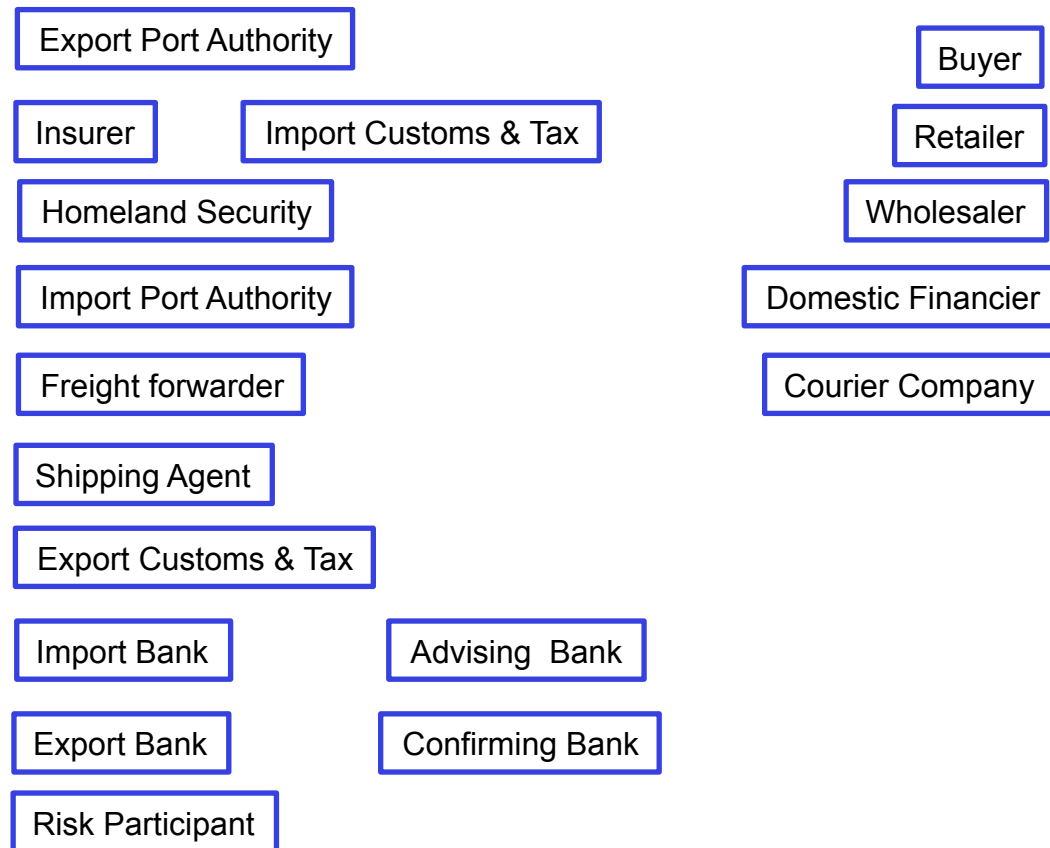 Export Port Authority
Buyer
Insurer
Import Customs & Tax
Retailer
Homeland Security
Wholesaler
Import Port Authority
Domestic Financier
Freight forwarder
Courier Company
Shipping Agent
Export Customs & Tax
Import Bank
Advising Bank
Export Bank
Confirming Bank
Risk Participant